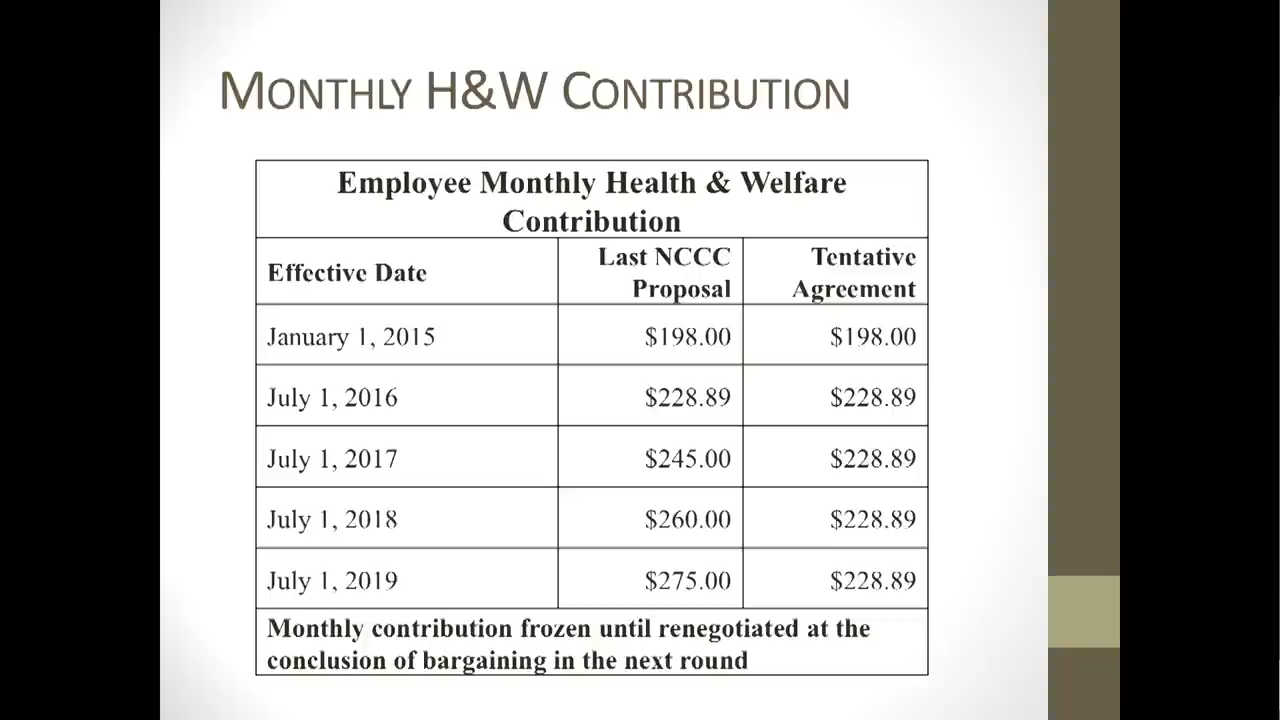 MONTHLY H&W CONTRIBUTION
Employee Monthly Health & Welfare
Contribution
Effective Date
Last NCCC
Proposal
Tentative
Agreement
January 1, 2015 $198.00 $198.00
July 1, 2016 $228.89 $228.89
July 1, 2017 $245.00 $228.89
July 1, 2018 $260.00 $228.89
July 1, 2019 $275.00 $228.89
Monthly contribution frozen until renegotiated at the
conclusion of bargaining in the next round